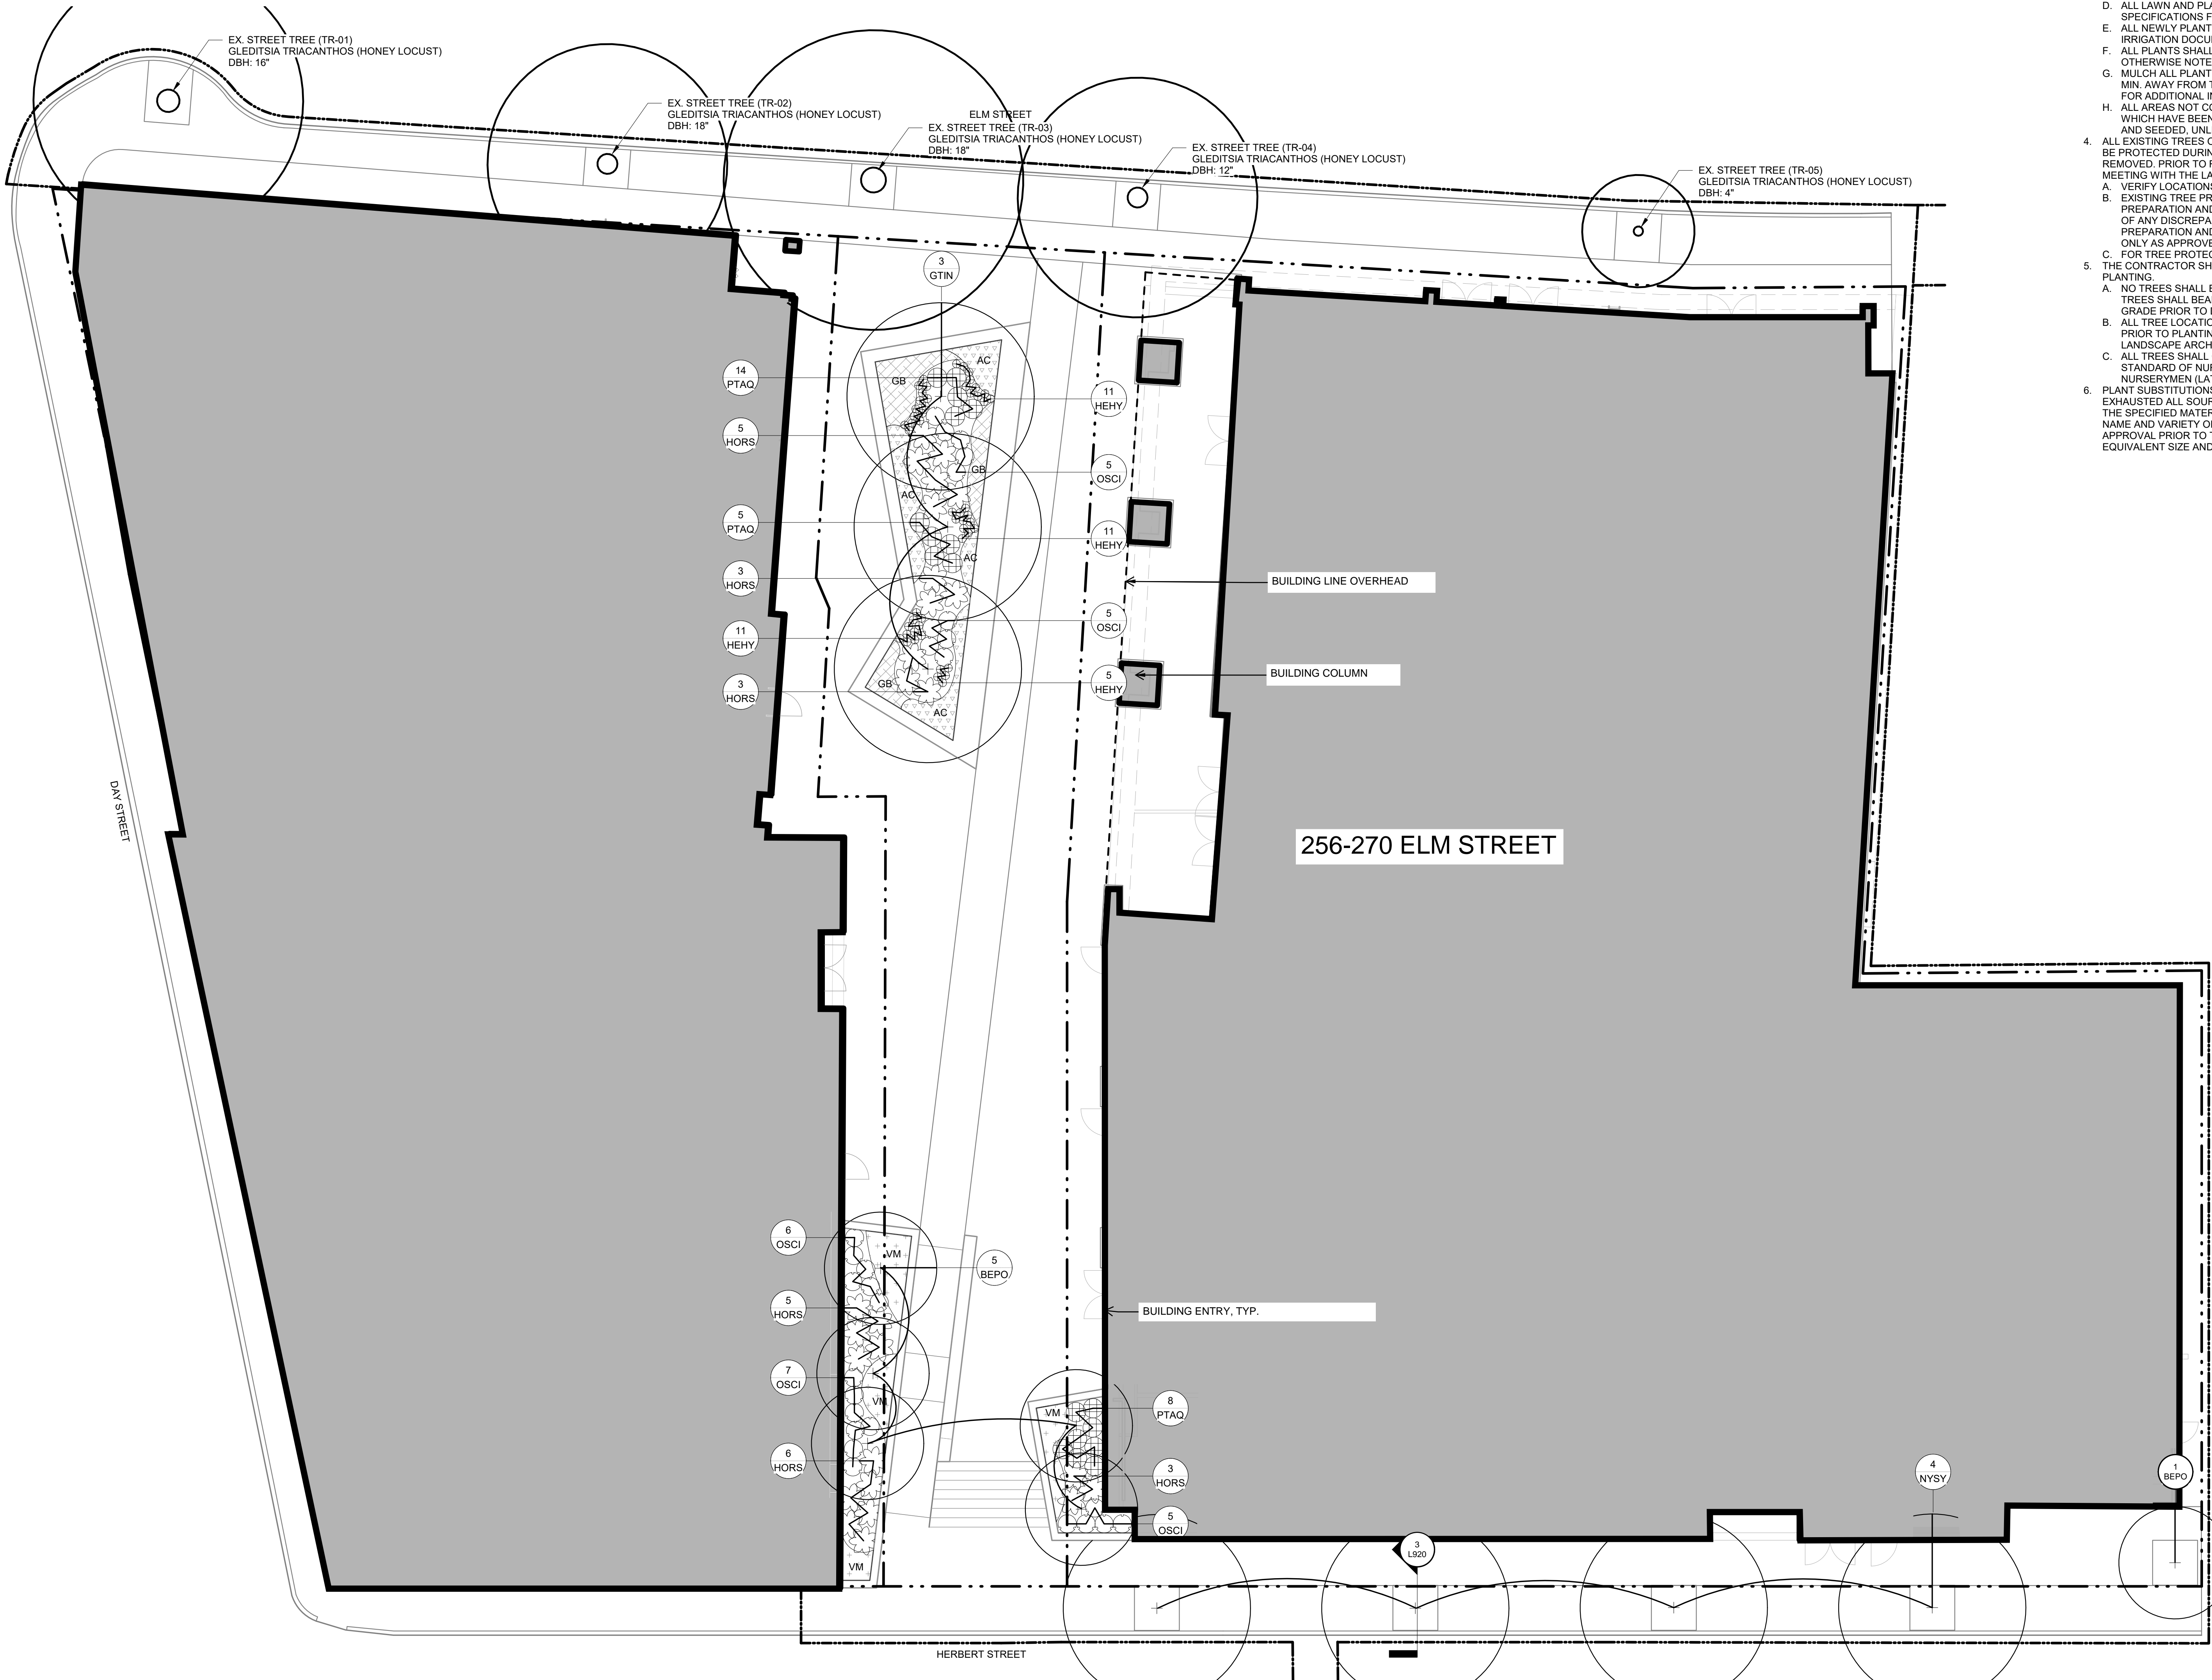 EX. STREET TREE (TR-01)
GLEDITSIA TRIACANTHOS (HONEY LOCUST)
DBH: 16"
EX. STREET TREE (TR-02)
GLEDITSIA TRIACANTHOS (HONEY LOCUST)
DBH: 18"
ELM STREET
EX. STREET TREE (TR-03)
GLEDITSIA TRIACANTHOS (HONEY LOCUST)
DBH: 18"
EX. STREET TREE (TR-04)
GLEDITSIA TRIACANTHOS (HONEY LOCUST)
DBH: 12"
EX. STREET TREE (TR-05)
GLEDITSIA TRIACANTHOS (HONEY LOCUST)
DBH: 4"
D. ALL LAWN AND PLA
SPECIFICATIONS F
E. ALL NEWLY PLANT
IRRIGATION DOCU
F. ALL PLANTS SHALL
OTHERWISE NOTE
G. MULCH ALL PLANT
MIN. AWAY FROM T
FOR ADDITIONAL I
H. ALL AREAS NOT CO
WHICH HAVE BEEN
AND SEEDED, UNL
4. ALL EXISTING TREES O
BE PROTECTED DURIN
REMOVED. PRIOR TO P
MEETING WITH THE LA
A. VERIFY LOCATIONS
B. EXISTING TREE PR
PREPARATION AND
OF ANY DISCREPA
PREPARATION AND
ONLY AS APPROVE
C. FOR TREE PROTEC
5. THE CONTRACTOR SH
PLANTING.
A. NO TREES SHALL B
TREES SHALL BEA
GRADE PRIOR TO
B. ALL TREE LOCATIO
PRIOR TO PLANTIN
LANDSCAPE ARCH
C. ALL TREES SHALL
STANDARD OF NUR
NURSERYMEN (LAT
6. PLANT SUBSTITUTIONS
EXHAUSTED ALL SOUR
THE SPECIFIED MATER
NAME AND VARIETY O
APPROVAL PRIOR TO T
EQUIVALENT SIZE AND
3
GTIN
14
PTAQ
5
HORS
5
PTAQ
3
HORS
11
HEHY
3
HORS
AC
GB
GB
AC
AC
GB
AC
11
HEHY
5
OSCI
11
HEHY
5
OSCI
5
HEHY
BUILDING LINE OVERHEAD
BUILDING COLUMN
DAY STREET
256-270 ELM STREET
6
OSCI
5
HORS
7
OSCI
6
HORS
VM
VM
VM
5
BEPO
BUILDING ENTRY, TYP.
VM
8
PTAQ
3
HORS
5
OSCI
3
L920
4
NYSY
1
BEPO
HERBERT STREET